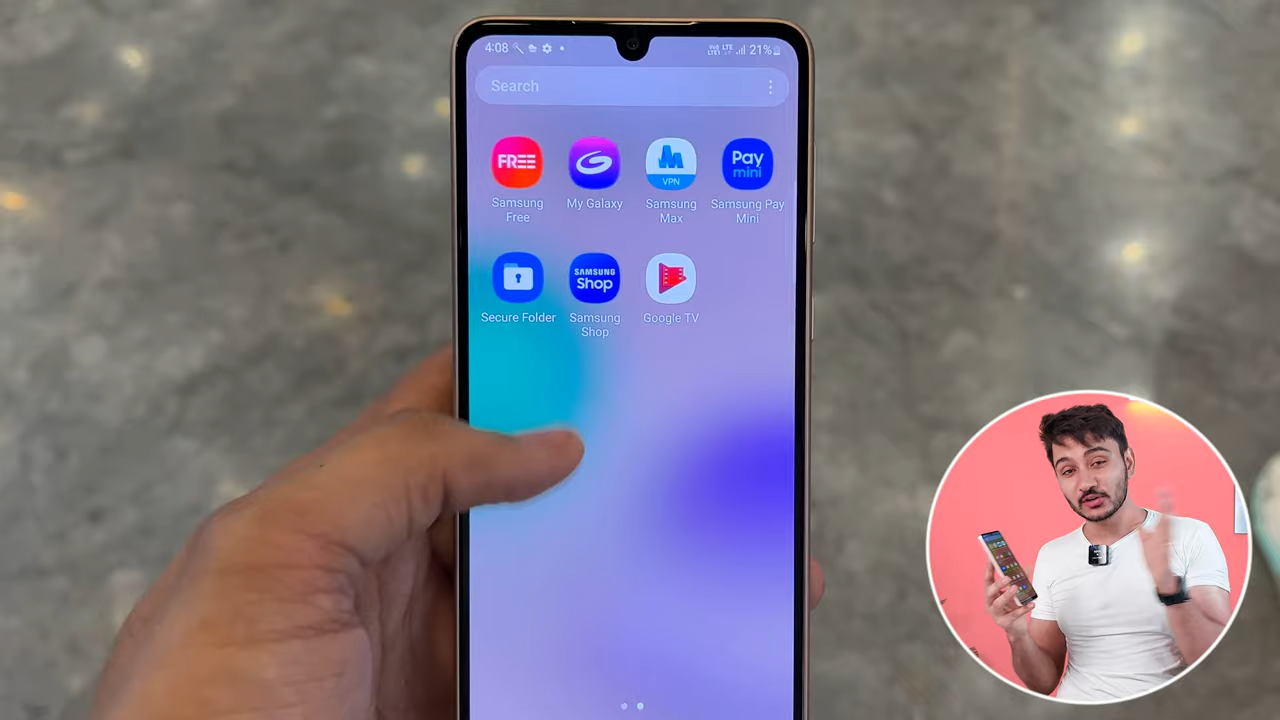 4:08
LTE
21%
Search
FREE
Samsung
Free
My Galaxy
VPN
Samsung
Max
Pay
mini
Samsung Pay
Mini
Secure Folder
SAMSUNG
Shop
Samsung
Shop
Google TV